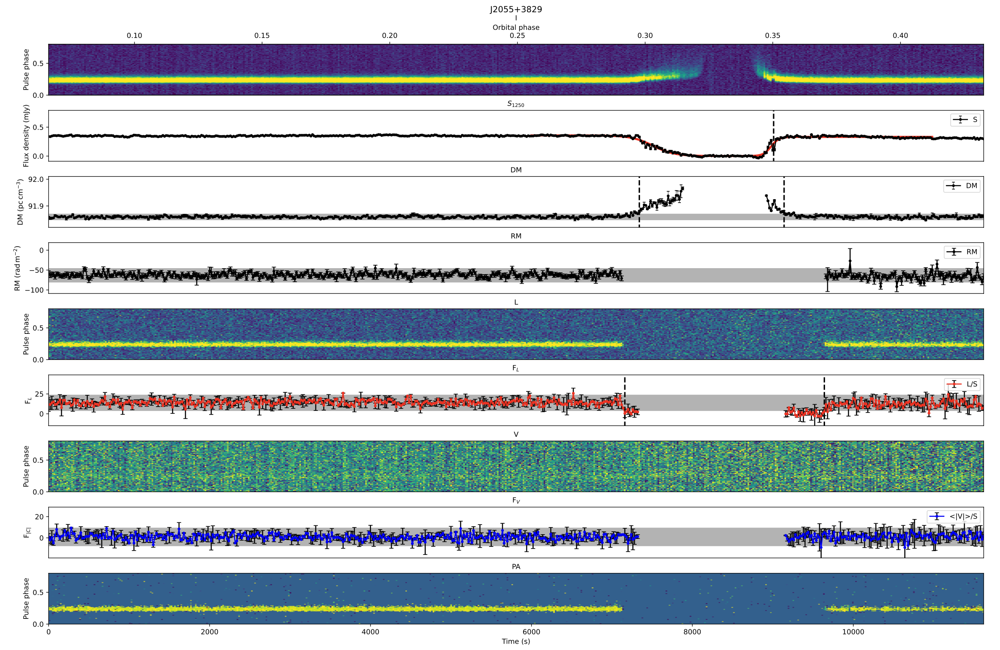 J2055+3829
Orbital phase
0.10 0.15 0.20 0.25 0.30 0.35 0.40
Pulse phase
0.5
0.0
S₁₂₅₀
Flux density (mJy)
0.5
0.0
S
DM
DM (pc cm⁻³)
92.0
91.9
DM
RM
RM (rad m⁻²)
0
−50
−100
RM
L
Pulse phase
0.5
0.0
F_L
F_L
25
0
L/S
V
Pulse phase
0.5
0.0
F_V
F_|C|
20
0
<|V|>/S
PA
Pulse phase
0.5
0.0
0 2000 4000 6000 8000 10000
Time (s)